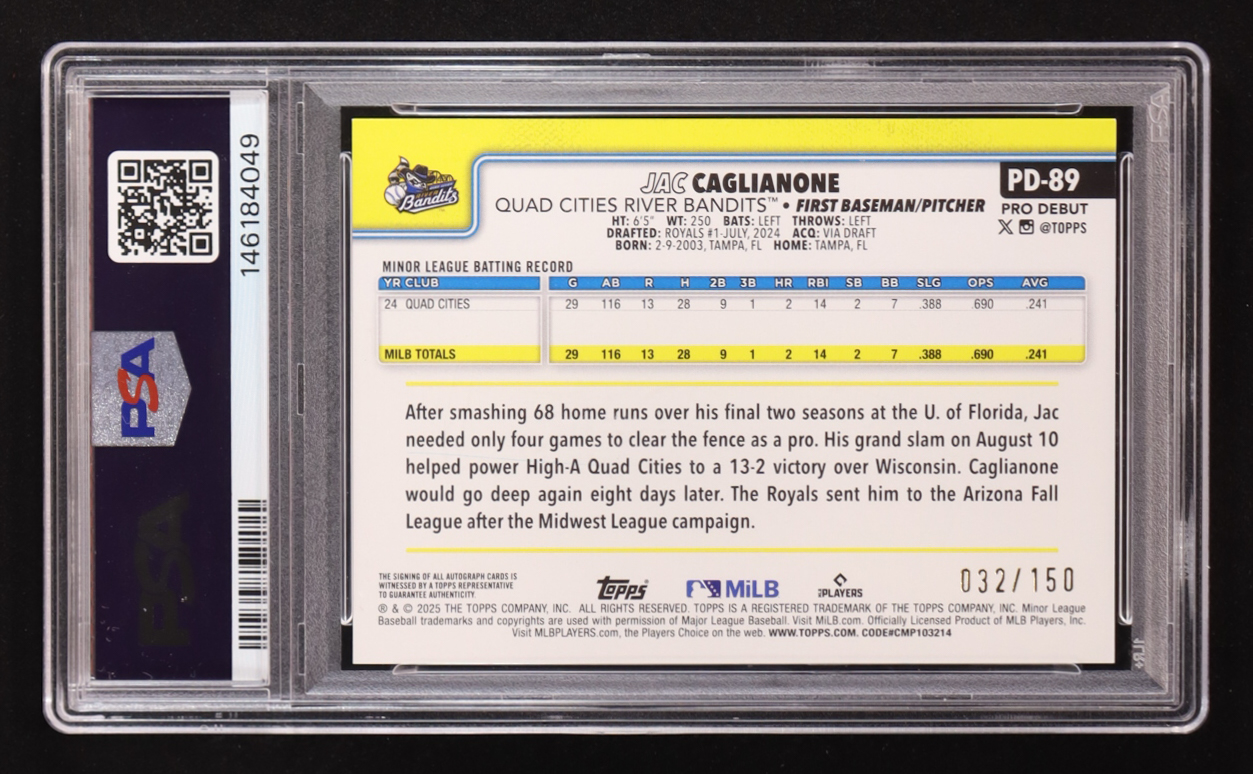 146184049
PSA
PSA
River
Bandits
JAC CAGLIANONE
PD-89
QUAD CITIES RIVER BANDITS™ • FIRST BASEMAN/PITCHER
PRO DEBUT
HT: 6'5" WT: 250 BATS: LEFT THROWS: LEFT
@TOPPS
DRAFTED: ROYALS #1-JULY, 2024 ACQ: VIA DRAFT
BORN: 2-9-2003, TAMPA, FL HOME: TAMPA, FL
MINOR LEAGUE BATTING RECORD
YR CLUB G AB R H 2B 3B HR RBI SB BB SLG OPS AVG
24 QUAD CITIES 29 116 13 28 9 1 2 14 2 7 .388 .690 .241
MILB TOTALS 29 116 13 28 9 1 2 14 2 7 .388 .690 .241
After smashing 68 home runs over his final two seasons at the U. of Florida, Jac
needed only four games to clear the fence as a pro. His grand slam on August 10
helped power High-A Quad Cities to a 13-2 victory over Wisconsin. Caglianone
would go deep again eight days later. The Royals sent him to the Arizona Fall
League after the Midwest League campaign.
THE SIGNING OF ALL AUTOGRAPH CARDS IS
WITNESSED BY A TOPPS REPRESENTATIVE
TO GUARANTEE AUTHENTICITY.
Topps® MiLB PLAYERS 032/150
® & © 2025 THE TOPPS COMPANY, INC. ALL RIGHTS RESERVED. TOPPS IS A REGISTERED TRADEMARK OF THE TOPPS COMPANY, INC. Minor League
Baseball trademarks and copyrights are used with permission of Major League Baseball. Visit MiLB.com. Officially Licensed Product of MLB Players, Inc.
Visit MLBPLAYERS.com, the Players Choice on the web. WWW.TOPPS.COM. CODE#CMP103214